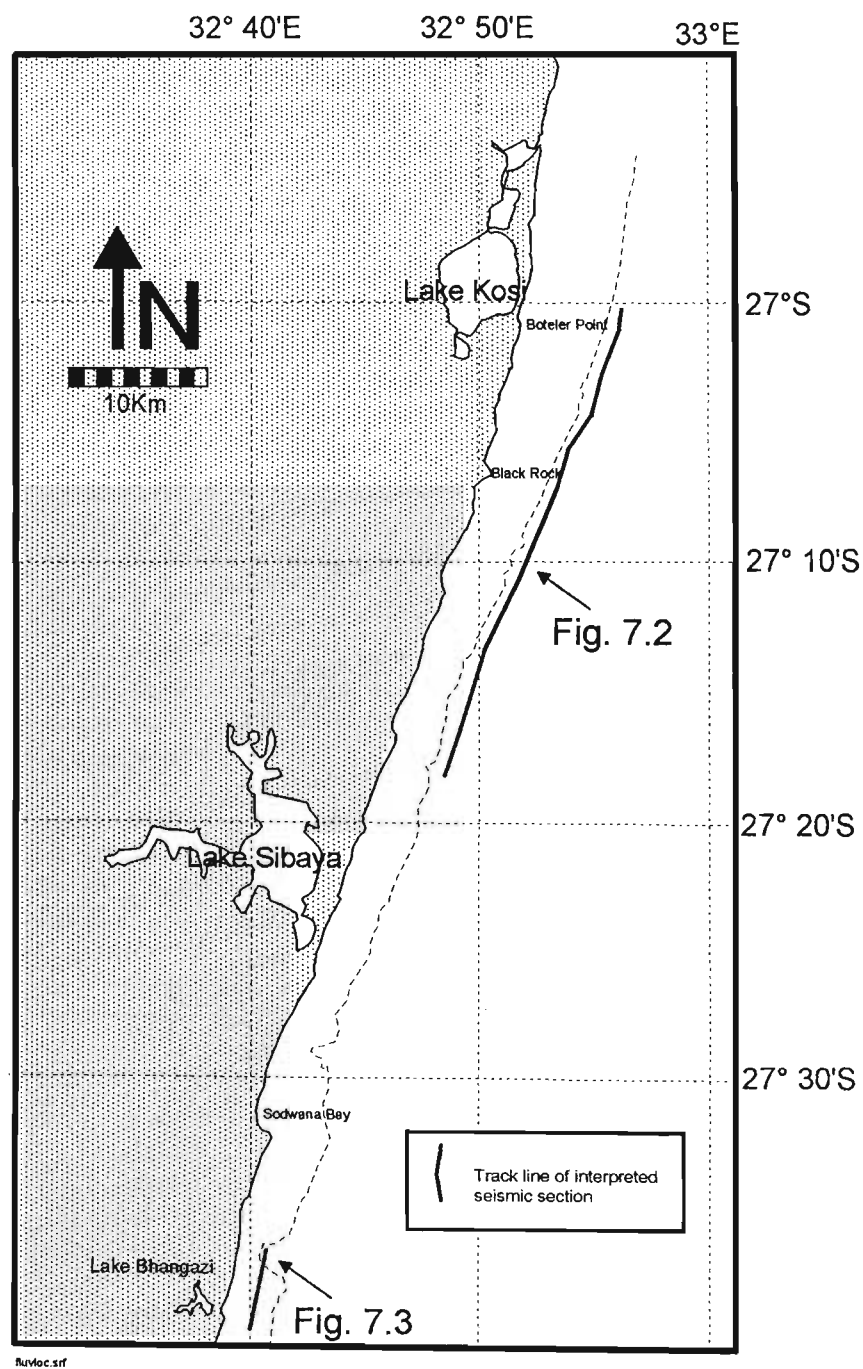 32° 40'E
32° 50'E
33°E
Lake Kosi
27°S
Boteler Point
N
10Km
Black Rock
27° 10'S
Fig. 7.2
27° 20'S
Lake Sibaya
27° 30'S
Sodwana Bay
Track line of interpreted
seismic section
Lake Bhangazi
Fig. 7.3
fluvloc.srf